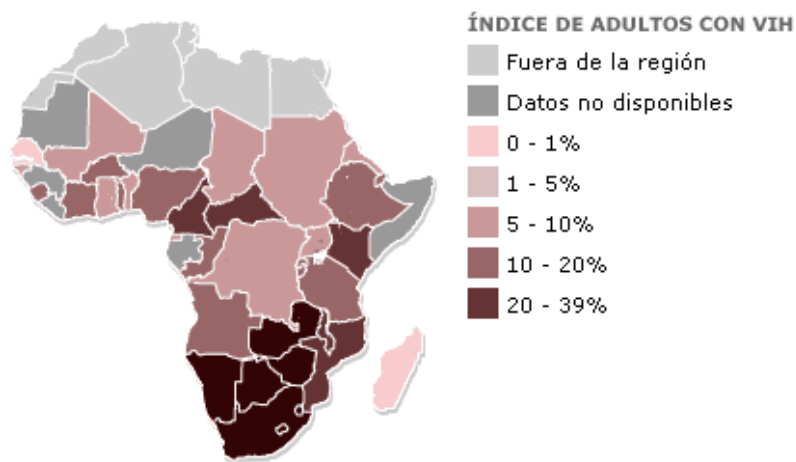 ÍNDICE DE ADULTOS CON VIH
Fuera de la región
Datos no disponibles
0 - 1%
1 - 5%
5 - 10%
10 - 20%
20 - 39%